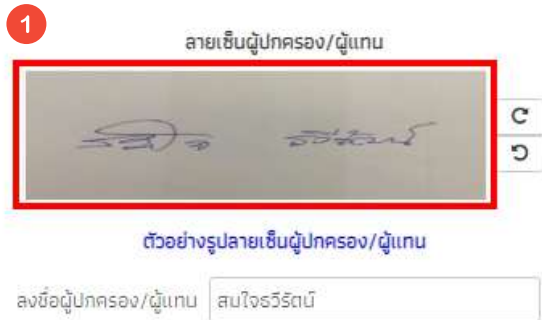 1
ลายเซ็นผู้ปกครอง/ผู้แทน
ตัวอย่างรูปลายเซ็นผู้ปกครอง/ผู้แทน
ลงชื่อผู้ปกครอง/ผู้แทน สมใจธวีรัตน์